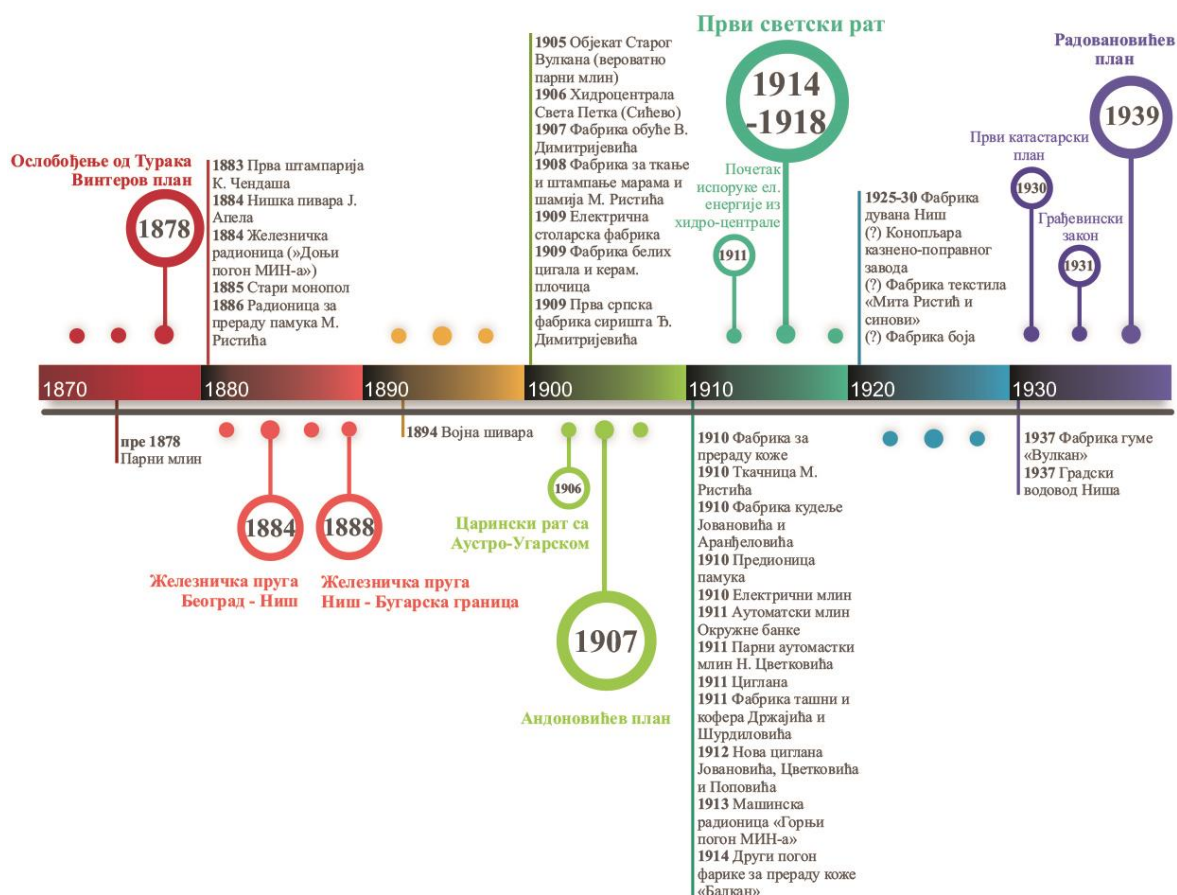 Ослобођење од Турака
Винтеров план
1878
1883 Прва штампарија
К. Чендаша
1884 Нишка пивара Ј.
Апела
1884 Железничка
радионица (»Доњи
погон МИН-а»)
1885 Стари монопол
1886 Радионица за
прераду памука М.
Ристића
1905 Објекат Старог
Вулкана (вероватно
парни млин)
1906 Хидроцентрала
Света Петка (Сићево)
1907 Фабрика обуће В.
Димитријевића
1908 Фабрика за ткање
и штампање марама и
шамија М. Ристића
1909 Електрична
столарска фабрика
1909 Фабрика белих
цигала и керам.
плочица
1909 Прва српска
фабрика сиришта Ђ.
Димитријевића
Први светски рат
1914
-1918
Почетак
испоруке ел.
енергије из
хидро-централе
1911
1925-30 Фабрика
дувана Ниш
(?) Конопљара
казнено-поправног
завода
(?) Фабрика текстила
«Мита Ристић и
синови»
(?) Фабрика боја
Радовановићев
план
1939
Први катастарски
план
1930
Грађевински
закон
1931
1870
1880
1890
1900
1910
1920
1930
пре 1878
Парни млин
1884
Железничка пруга
Београд - Ниш
1888
Железничка пруга
Ниш - Бугарска граница
1894 Војна шивара
1906
Царински рат са
Аустро-Угарском
1907
Андоновићев план
1910 Фабрика за
прераду коже
1910 Ткачница М.
Ристића
1910 Фабрика кудеље
Јовановића и
Аранђеловића
1910 Предионица
памука
1910 Електрични млин
1911 Аутоматски млин
Окружне банке
1911 Парни аутомастки
млин Н. Цветковића
1911 Циглана
1911 Фабрика ташни и
кофера Држајића и
Шурдиловића
1912 Нова циглана
Јовановића, Цветковића
и Поповића
1913 Машинска
радионица «Горњи
погон МИН-а»
1914 Други погон
фарике за прераду коже
«Балкан»
1937 Фабрика гуме
«Вулкан»
1937 Градски
водовод Ниша